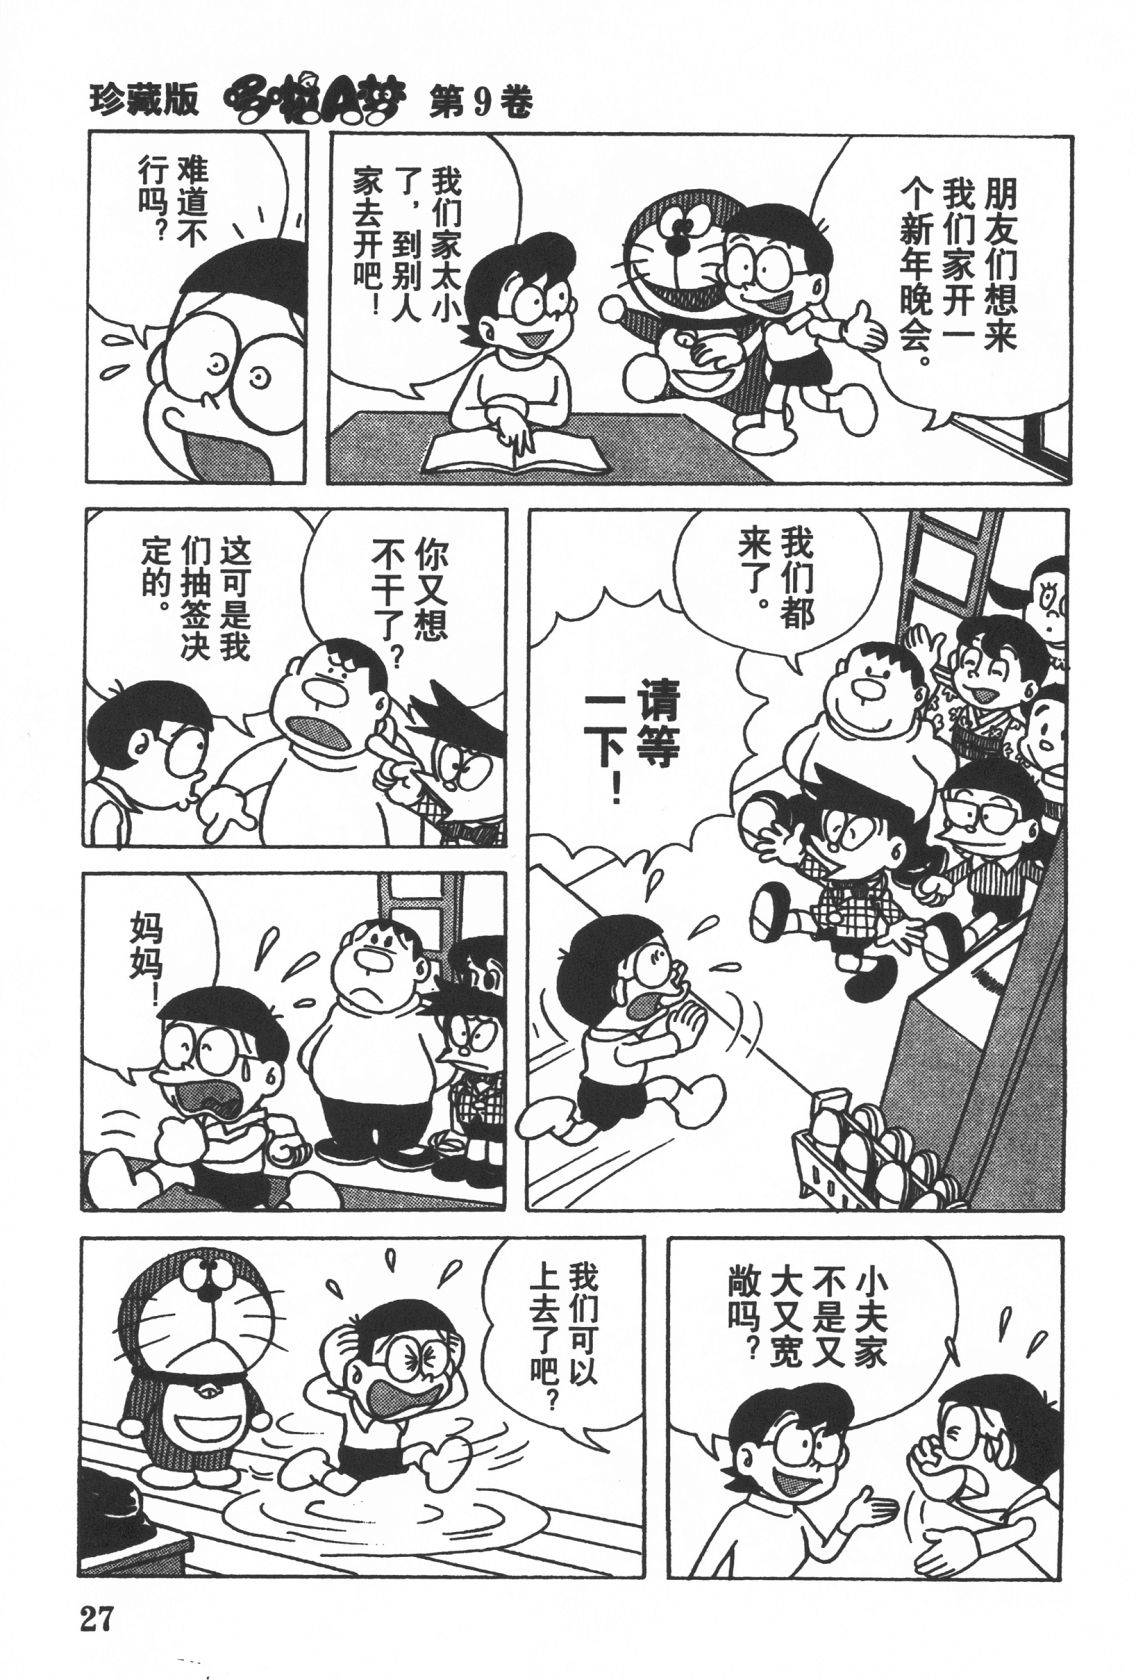 珍藏版 哆啦A梦 第9卷
朋友们想来
我们家开一
个新年晚会。
我们家太小
了，到别人
家去开吧！
难道不
行吗？
我们都
来了。
请等
一下！
你又想
不干了？
这可是我
们抽签决
定的。
妈
妈！
小夫家
不是又
大又宽
敞吗？
我们可以
上去了吧？
27